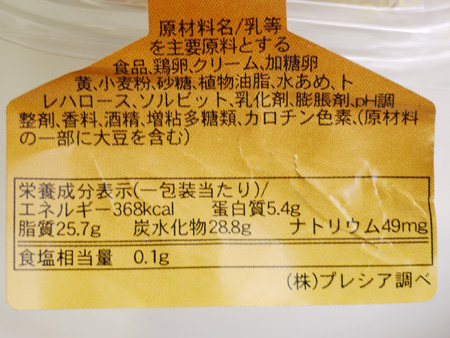 原材料名/乳等
を主要原料とする
食品、鶏卵、クリーム、加糖卵
黄、小麦粉、砂糖、植物油脂、水あめ、ト
レハロース、ソルビット、乳化剤、膨脹剤、pH調
整剤、香料、酒精、増粘多糖類、カロチン色素、(原材料
の一部に大豆を含む)
栄養成分表示(一包装当たり)/
エネルギー368kcal 蛋白質5.4g
脂質25.7g 炭水化物28.8g ナトリウム49mg
食塩相当量 0.1g
(株)プレシア調べ